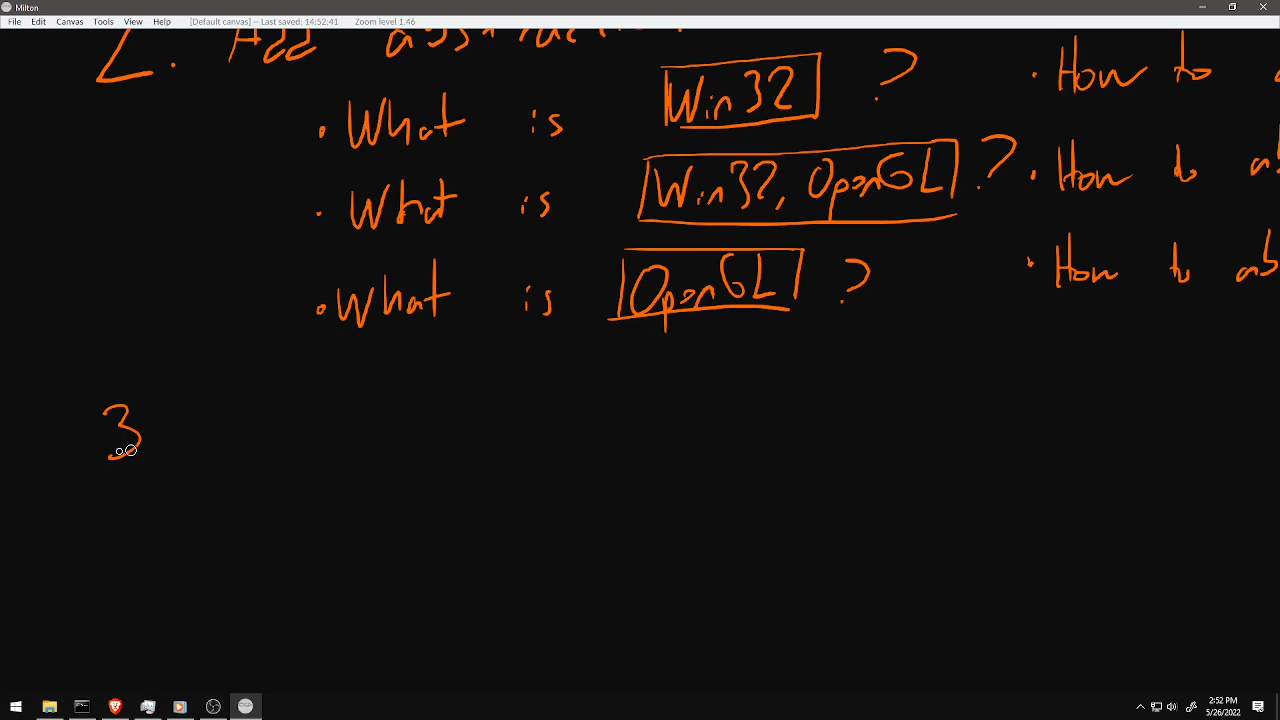 Milton
File Edit Canvas Tools View Help [Default canvas] -- Last saved: 14:52:41 Zoom level 1.46
2. Add
• What is Win32 ? • How to
• What is Win32, OpenGL ? • How to
• What is OpenGL ? • How to
3
2:52 PM
5/26/2022